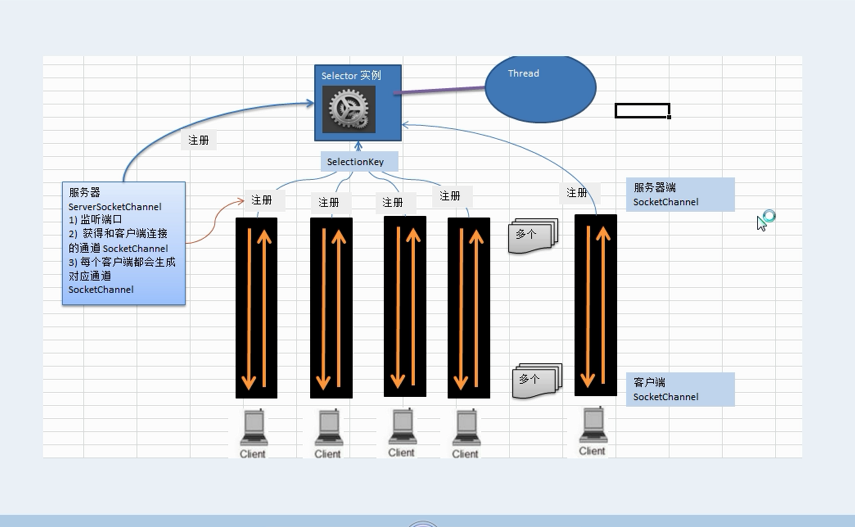 Selector 实例
Thread
注册
SelectionKey
服务器
ServerSocketChannel
1) 监听端口
2) 获得和客户端连接
的通道 SocketChannel
3) 每个客户端都会生成
对应通道
SocketChannel
注册
注册
注册
注册
注册
服务器端
SocketChannel
多个
多个
客户端
SocketChannel
Client
Client
Client
Client
Client